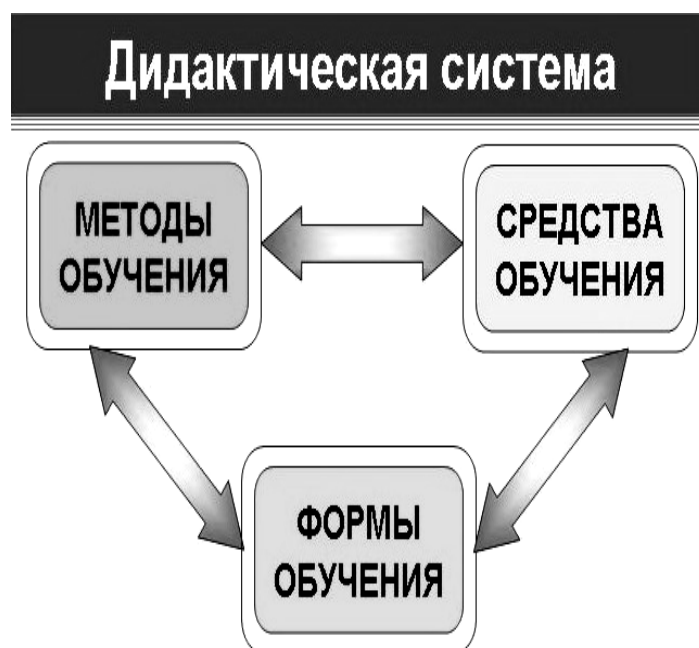 Дидактическая система
МЕТОДЫ
ОБУЧЕНИЯ
СРЕДСТВА
ОБУЧЕНИЯ
ФОРМЫ
ОБУЧЕНИЯ